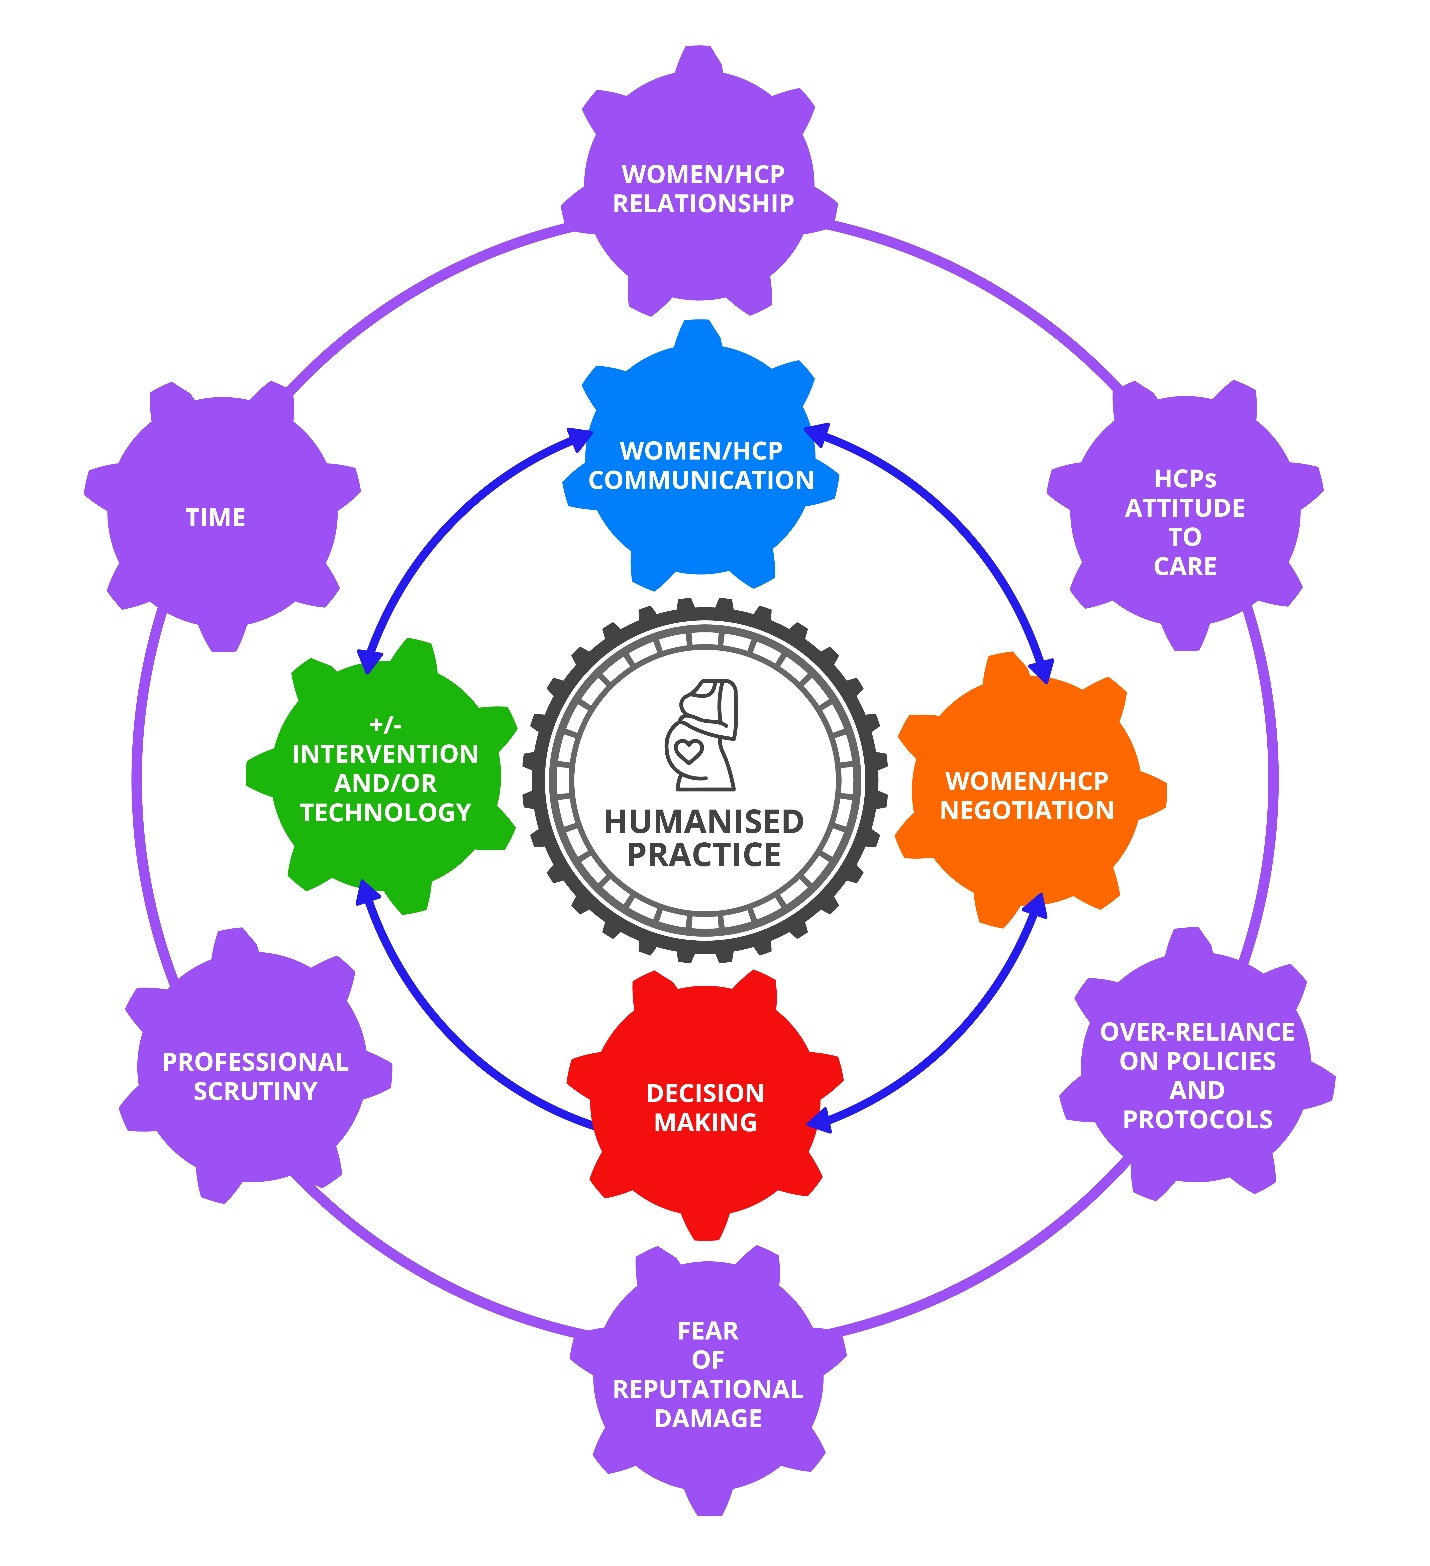 WOMEN/HCP
RELATIONSHIP
WOMEN/HCP
COMMUNICATION
TIME
HCPs
ATTITUDE
TO
CARE
+/-
INTERVENTION
AND/OR
TECHNOLOGY
HUMANISED
PRACTICE
WOMEN/HCP
NEGOTIATION
PROFESSIONAL
SCRUTINY
DECISION
MAKING
OVER-RELIANCE
ON POLICIES
AND
PROTOCOLS
FEAR
OF
REPUTATIONAL
DAMAGE